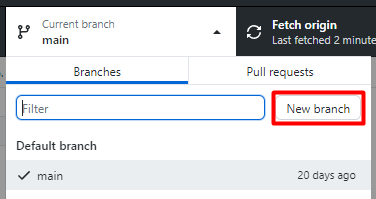 Current branch
main
Fetch origin
Last fetched 2 minute
Branches
Pull requests
Filter
New branch
Default branch
main
20 days ago